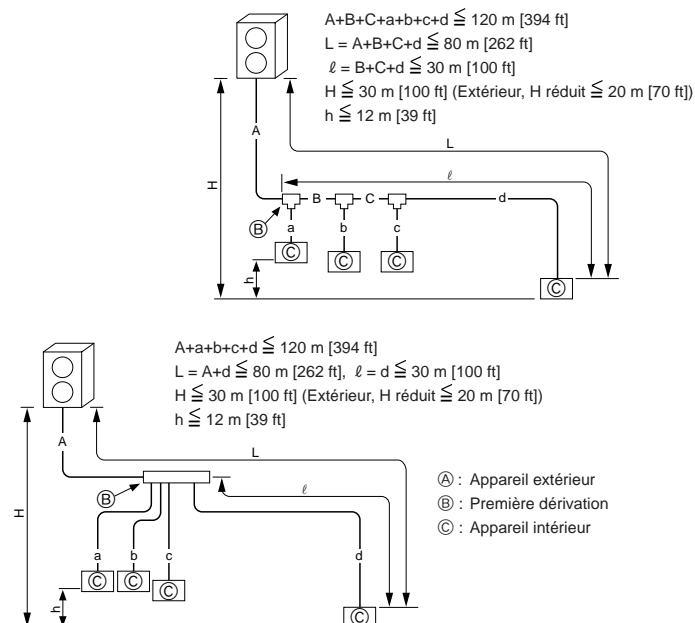 A+B+C+a+b+c+d ≦ 120 m [394 ft]
L = A+B+C+d ≦ 80 m [262 ft]
ℓ = B+C+d ≦ 30 m [100 ft]
H ≦ 30 m [100 ft] (Extérieur, H réduit ≦ 20 m [70 ft])
h ≦ 12 m [39 ft]
A
L
H
ℓ
B
C
d
Ⓑ
a
b
c
Ⓒ
Ⓒ
Ⓒ
h
Ⓒ
A+a+b+c+d ≦ 120 m [394 ft]
L = A+d ≦ 80 m [262 ft], ℓ = d ≦ 30 m [100 ft]
H ≦ 30 m [100 ft] (Extérieur, H réduit ≦ 20 m [70 ft])
h ≦ 12 m [39 ft]
A
L
H
Ⓑ
ℓ
a
b
c
d
Ⓒ
Ⓒ
Ⓒ
h
Ⓒ
Ⓐ : Appareil extérieur
Ⓑ : Première dérivation
Ⓒ : Appareil intérieur